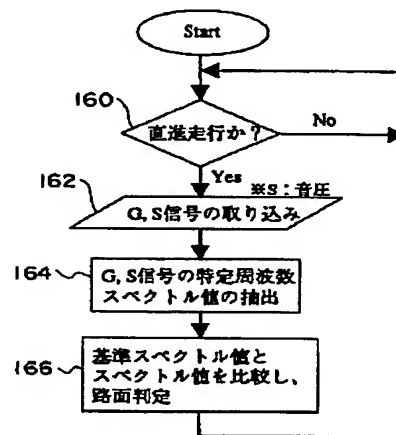 Start
160
直進走行か?
No
Yes
※S：音圧
162
G,S信号の取り込み
164
G,S信号の特定周波数
スペクトル値の抽出
166
基準スペクトル値と
スペクトル値を比較し、
路面判定